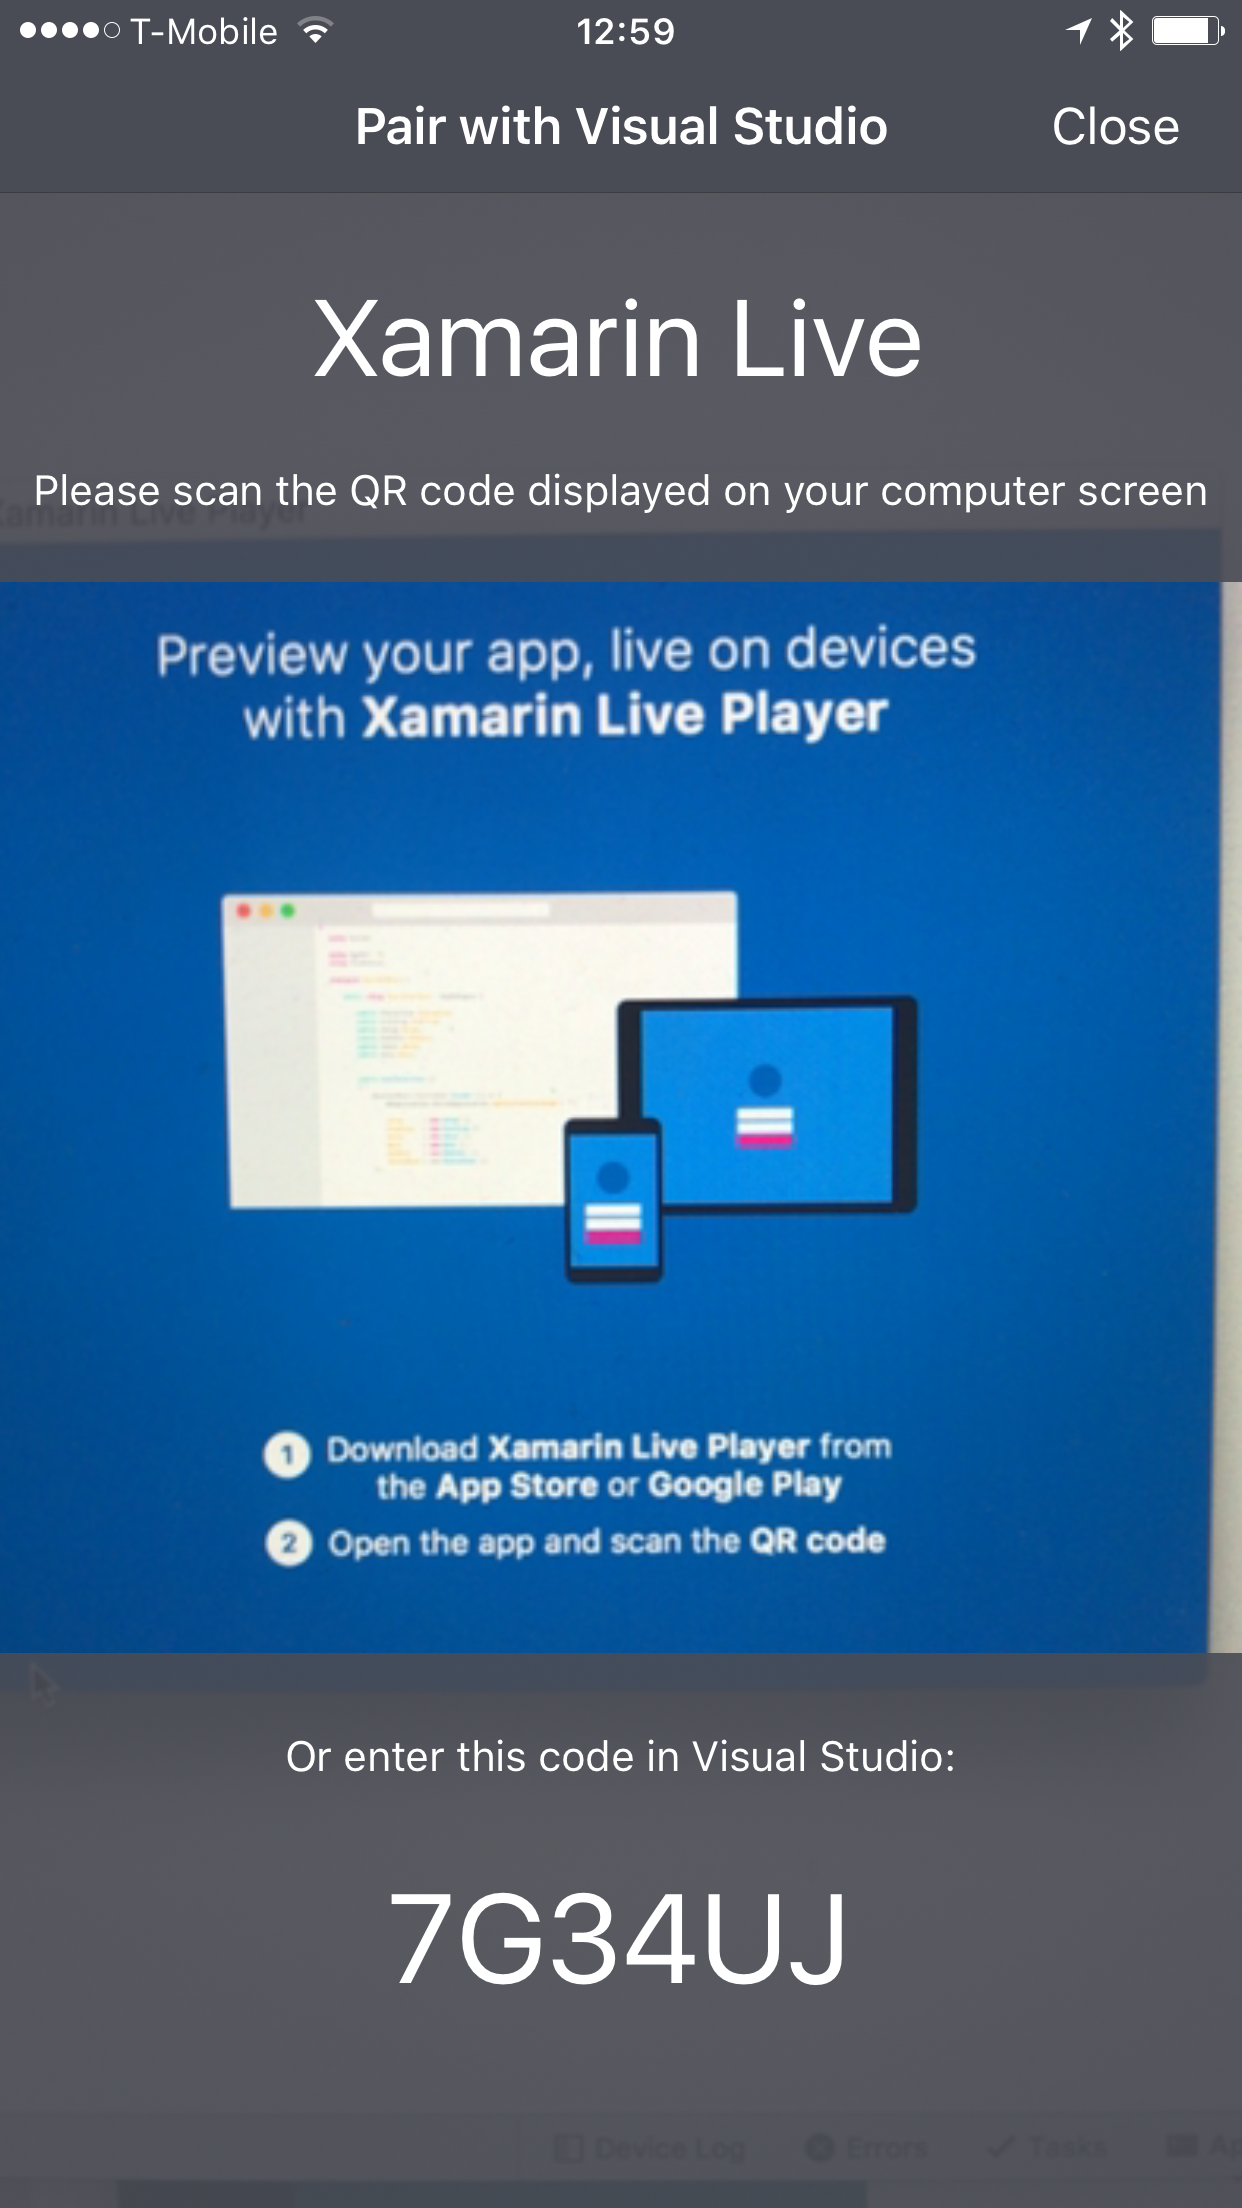 T-Mobile 12:59
Pair with Visual Studio Close
Xamarin Live
Please scan the QR code displayed on your computer screen
Xamarin Live Player
Preview your app, live on devices
with Xamarin Live Player
1 Download Xamarin Live Player from
the App Store or Google Play
2 Open the app and scan the QR code
Or enter this code in Visual Studio:
7G34UJ
Device Log Errors Tasks